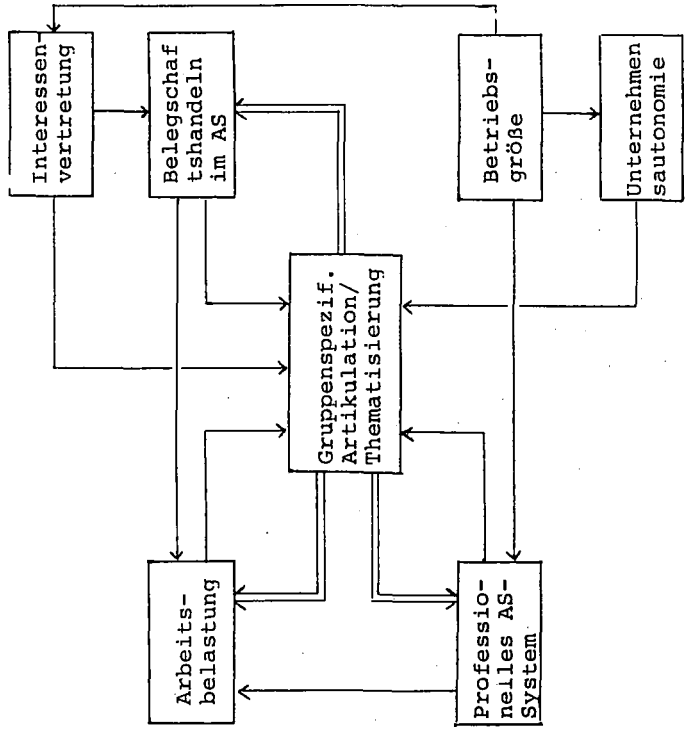 Interessen-
vertretung
Belegschaf
tshandeln
im AS
Betriebs-
größe
Unternehmen
sautonomie
Gruppenspezif.
Artikulation/
Thematisierung
Arbeits-
belastung
Professio-
nelles AS-
System